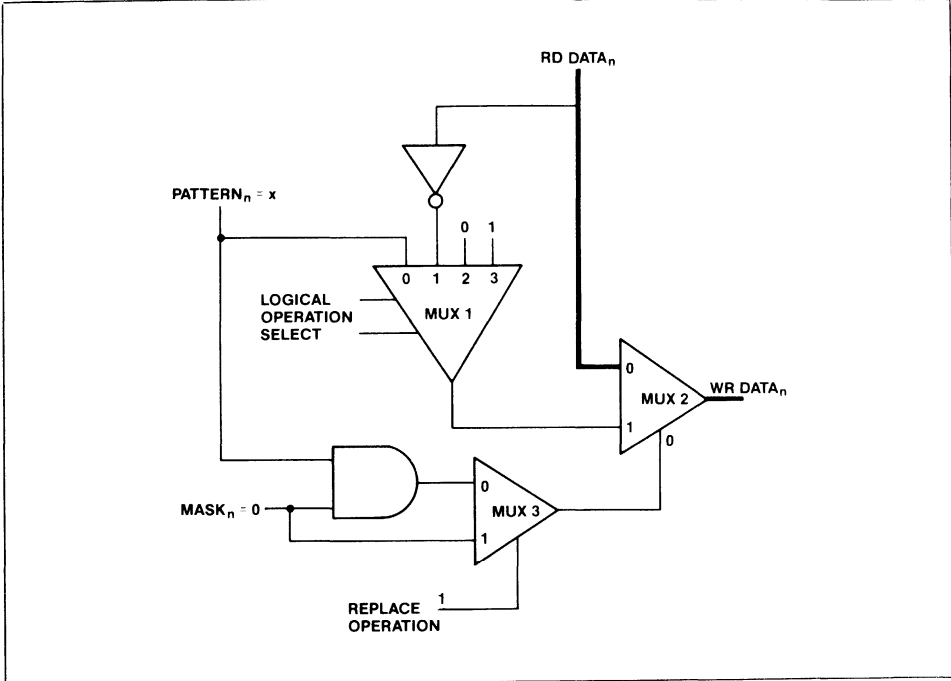 RD DATAn
PATTERNn = x
0 1
0 1 2 3
LOGICAL
OPERATION
SELECT
MUX 1
0
MUX 2
WR DATAn
1
0
0
MASKn = 0
MUX 3
1
1
REPLACE
OPERATION